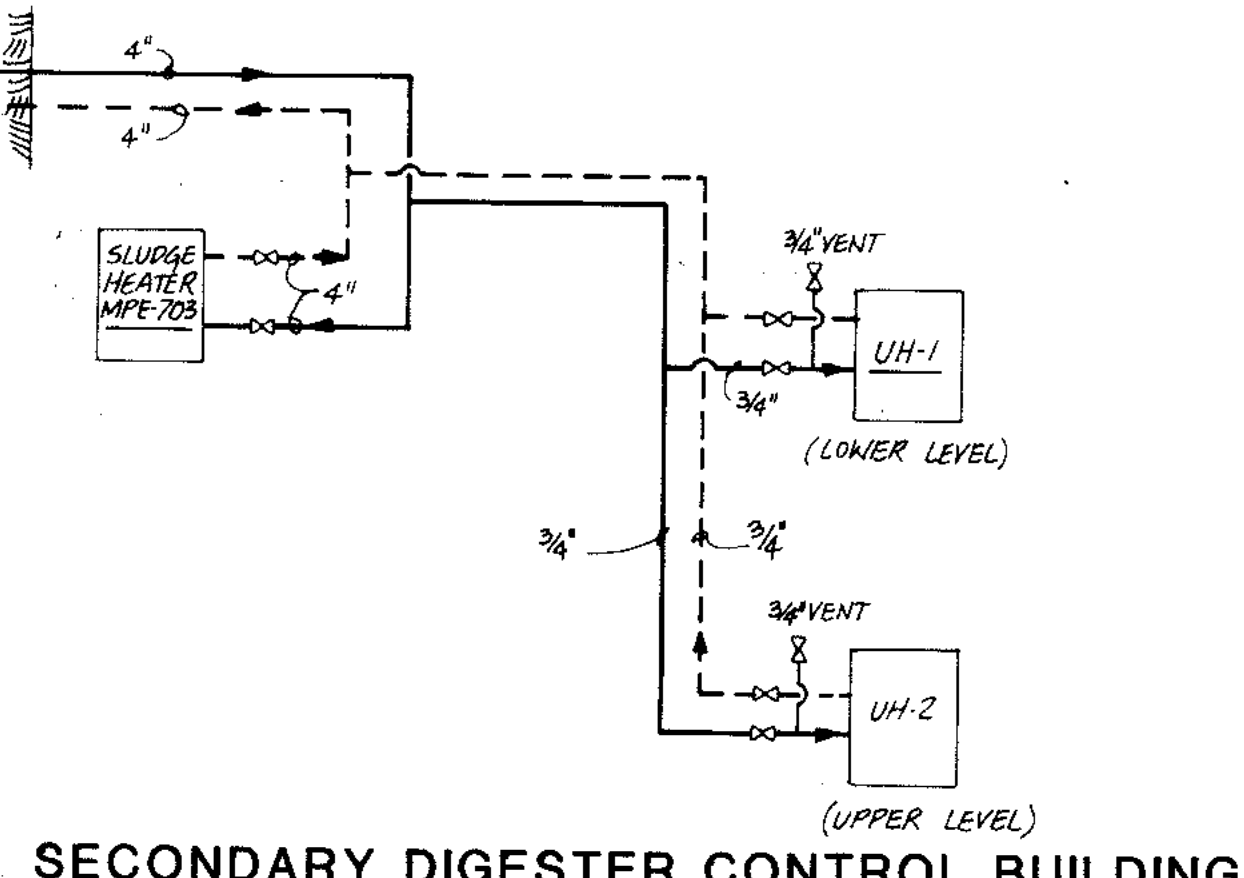 4"
4"
SLUDGE
HEATER
MPE-703
4"
3/4" VENT
UH-1
3/4"
(LOWER LEVEL)
3/4"
3/4"
3/4" VENT
UH-2
(UPPER LEVEL)
SECONDARY DIGESTER CONTROL BUILDING